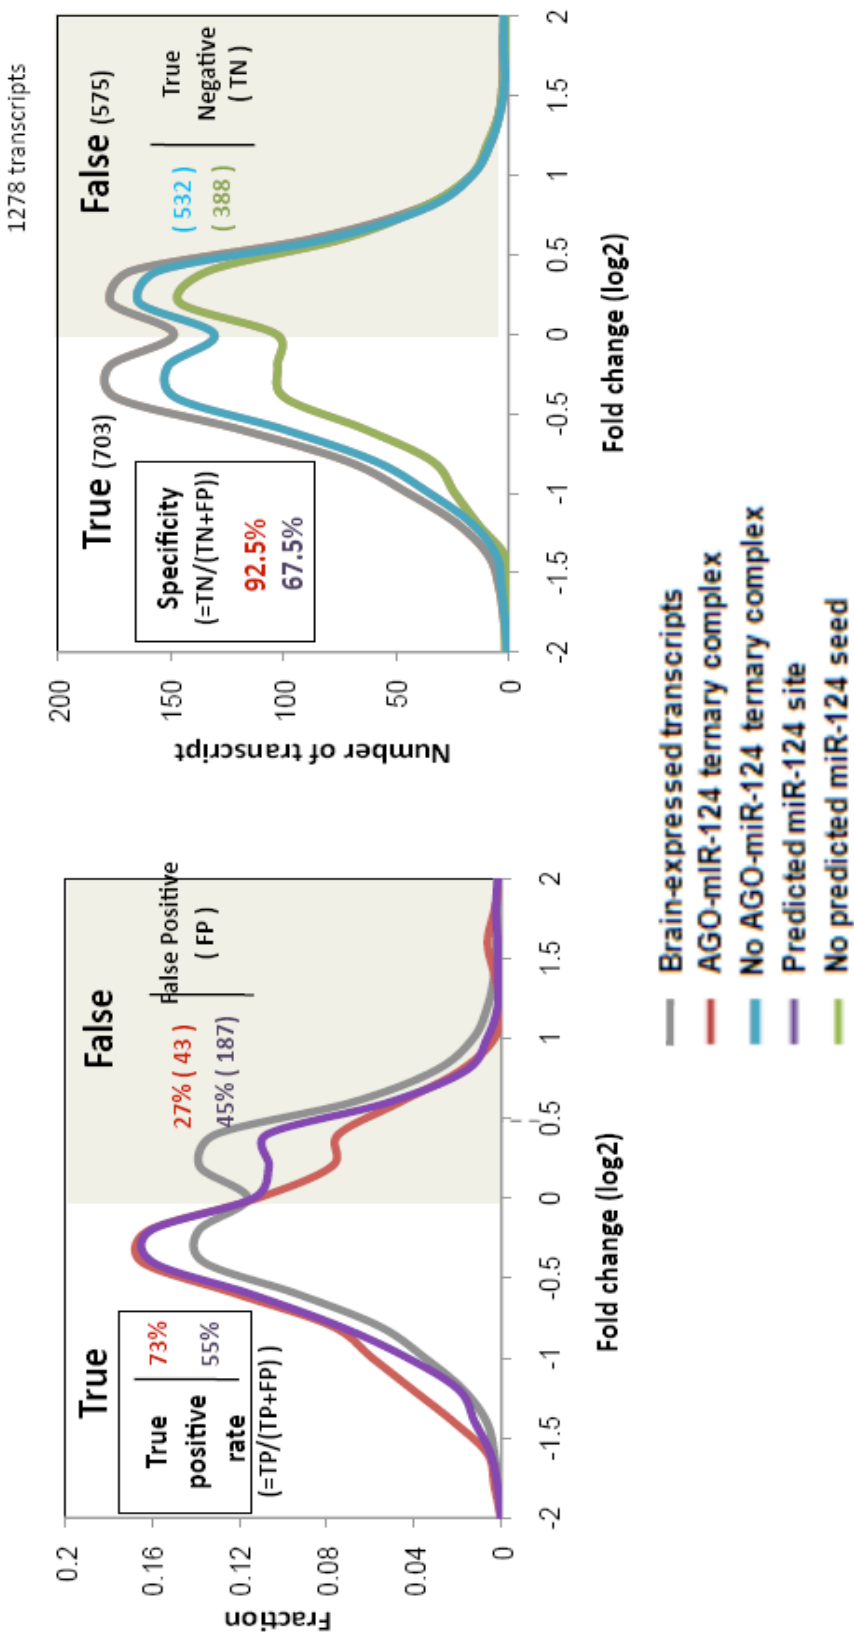 1278 transcripts
True
False
True
positive
rate
73%
55%
(=TP/(TP+FP) )
False Positive
( FP )
27% ( 43 )
45% ( 187)
Fraction
0.2
0.16
0.12
0.08
0.04
0
-2
-1.5
-1
-0.5
0
0.5
1
1.5
2
Fold change (log2)
True (703)
False (575)
Specificity
(=TN/(TN+FP))
92.5%
67.5%
( 532 )
( 388 )
True
Negative
( TN )
Number of transcript
200
150
100
50
0
-2
-1.5
-1
-0.5
0
0.5
1
1.5
2
Fold change (log2)
Brain-expressed transcripts
AGO-mIR-124 ternary complex
No AGO-miR-124 ternary complex
Predicted miR-124 site
No predicted miR-124 seed